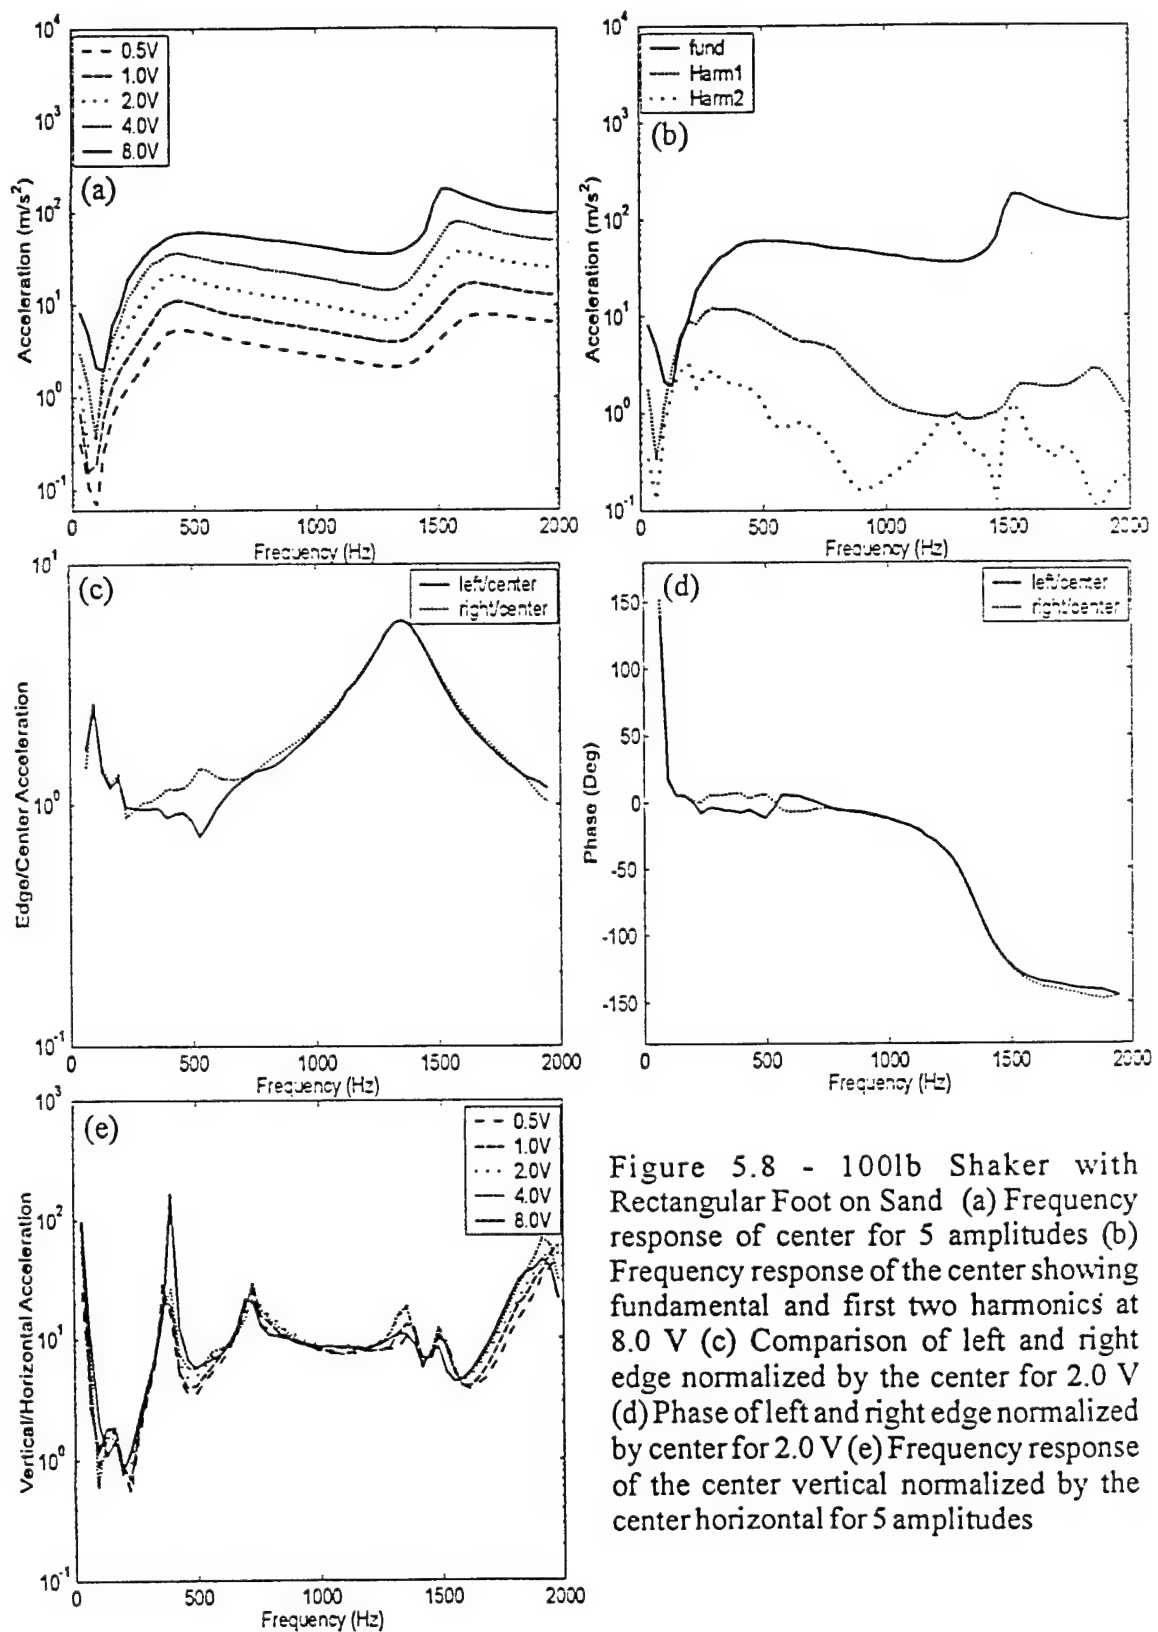 10^4
10^3
10^2
10^1
10^0
10^-1
Acceleration (m/s^2)
0.5V
1.0V
2.0V
4.0V
8.0V
(a)
0 500 1000 1500 2000
Frequency (Hz)
10^4
10^3
10^2
10^1
10^0
10^-1
Acceleration (m/s^2)
fund
Harm1
Harm2
(b)
0 500 1000 1500 2000
Frequency (Hz)
10^1
10^0
10^-1
Edge/Center Acceleration
(c)
left/center
right/center
0 500 1000 1500 2000
Frequency (Hz)
150
100
50
0
-50
-100
-150
Phase (Deg)
(d)
left/center
right/center
0 500 1000 1500 2000
Frequency (Hz)
10^3
10^2
10^1
10^0
10^-1
Vertical/Horizontal Acceleration
(e)
0.5V
1.0V
2.0V
4.0V
8.0V
0 500 1000 1500 2000
Frequency (Hz)
Figure 5.8 - 100lb Shaker with
Rectangular Foot on Sand (a) Frequency
response of center for 5 amplitudes (b)
Frequency response of the center showing
fundamental and first two harmonics at
8.0 V (c) Comparison of left and right
edge normalized by the center for 2.0 V
(d) Phase of left and right edge normalized
by center for 2.0 V (e) Frequency response
of the center vertical normalized by the
center horizontal for 5 amplitudes